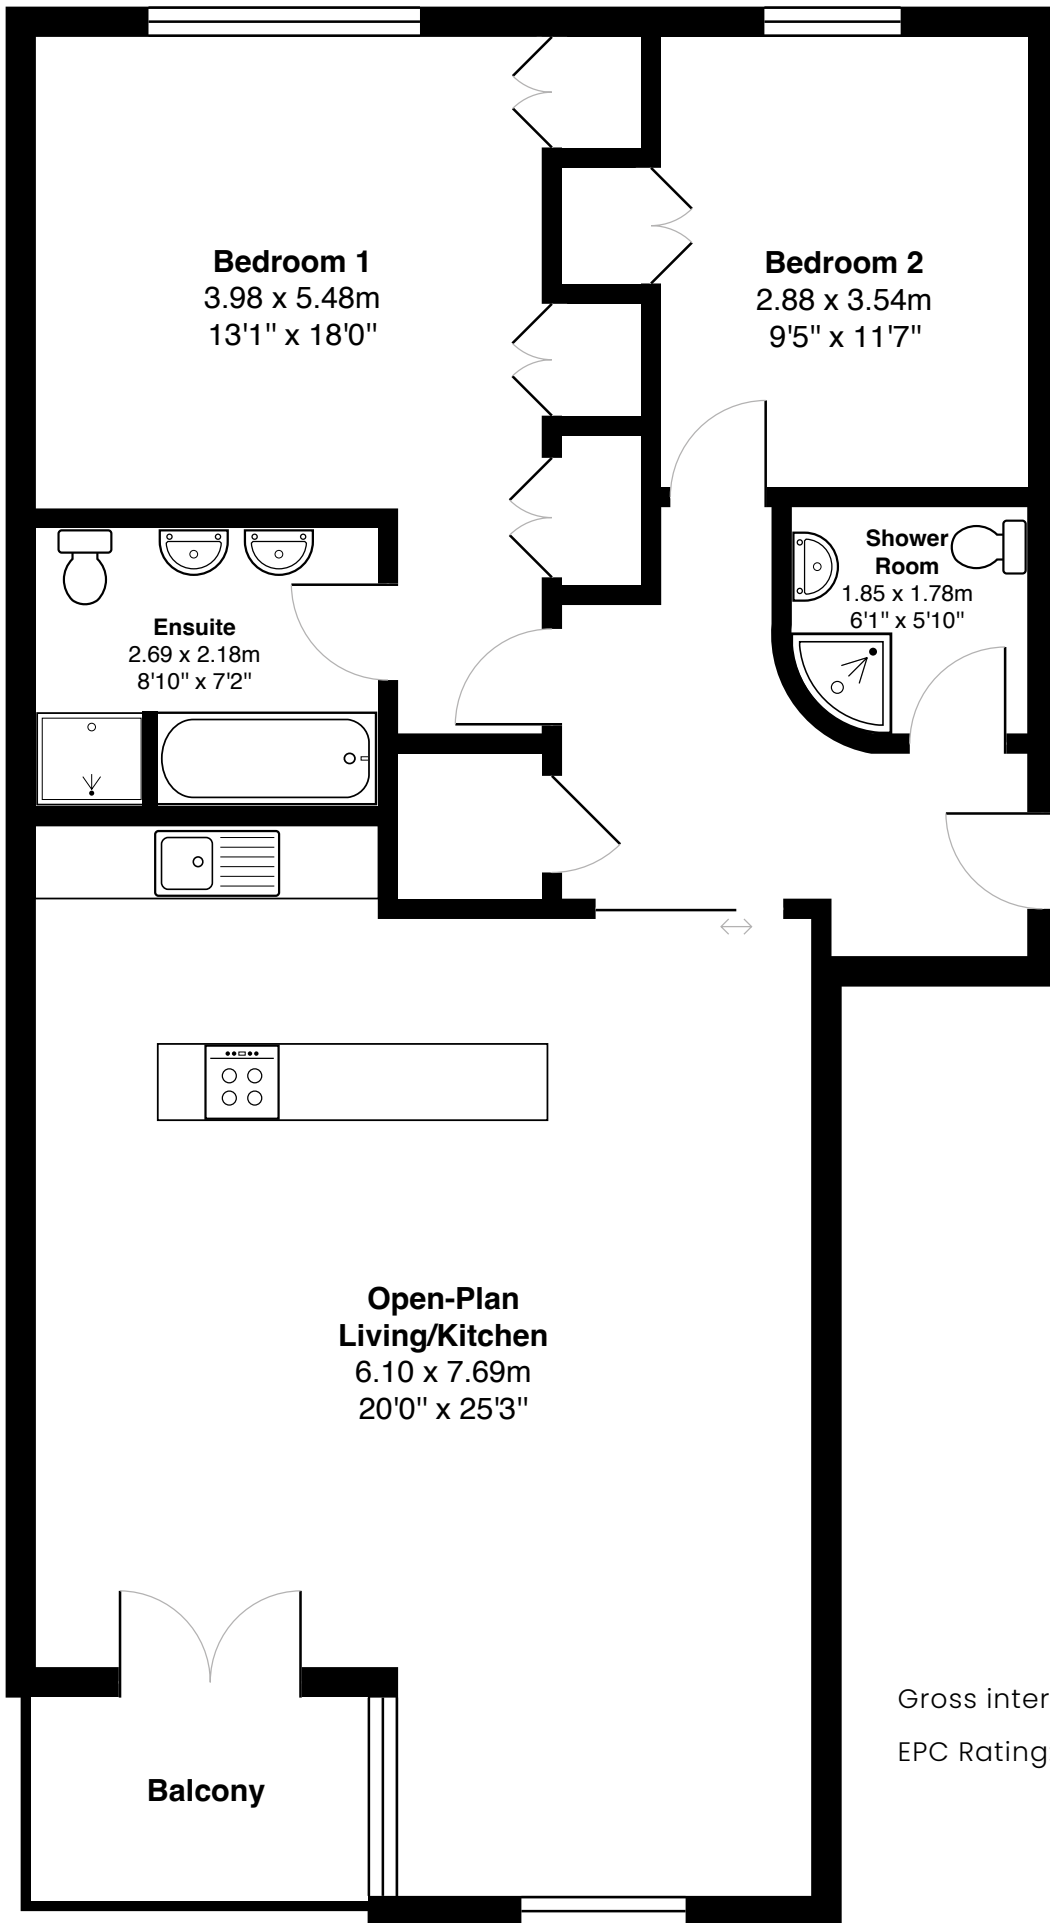 Bedroom 1
3.98 x 5.48m
13'1" x 18'0"
Bedroom 2
2.88 x 3.54m
9'5" x 11'7"
Shower
Room
1.85 x 1.78m
6'1" x 5'10"
Ensuite
2.69 x 2.18m
8'10" x 7'2"
Open-Plan
Living/Kitchen
6.10 x 7.69m
20'0" x 25'3"
Balcony
Gross inter
EPC Rating